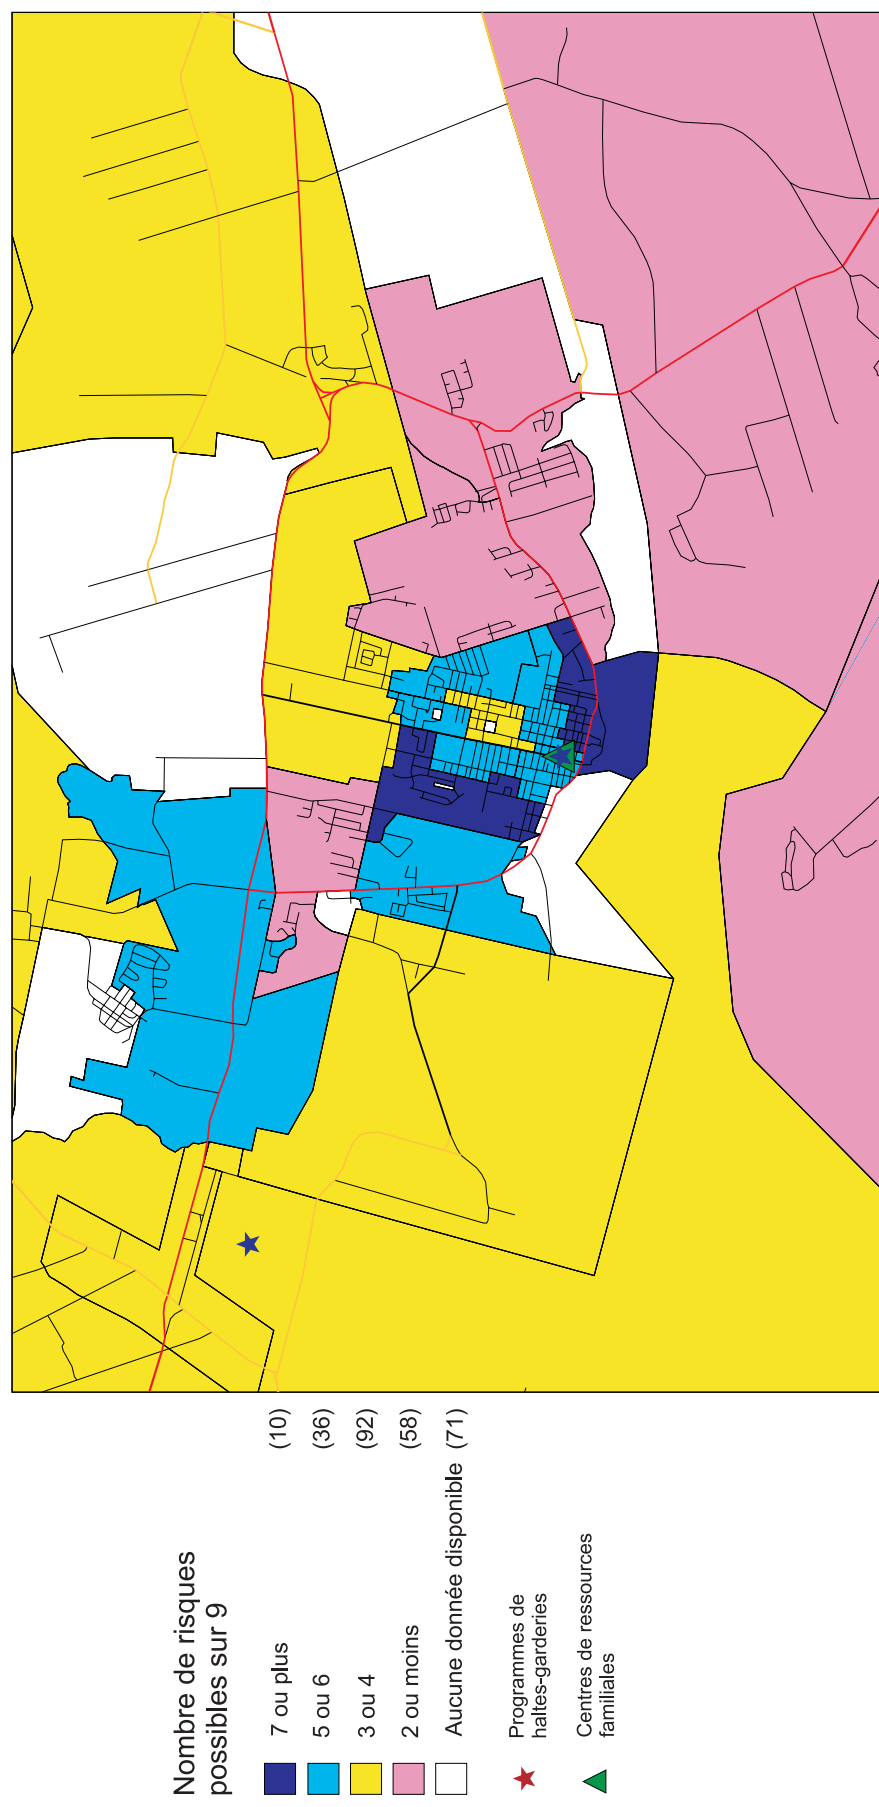 Nombre de risques
possibles sur 9
7 ou plus (10)
5 ou 6 (36)
3 ou 4 (92)
2 ou moins (58)
Aucune donnée disponible (71)
Programmes de
haltes-garderies
Centres de ressources
familiales